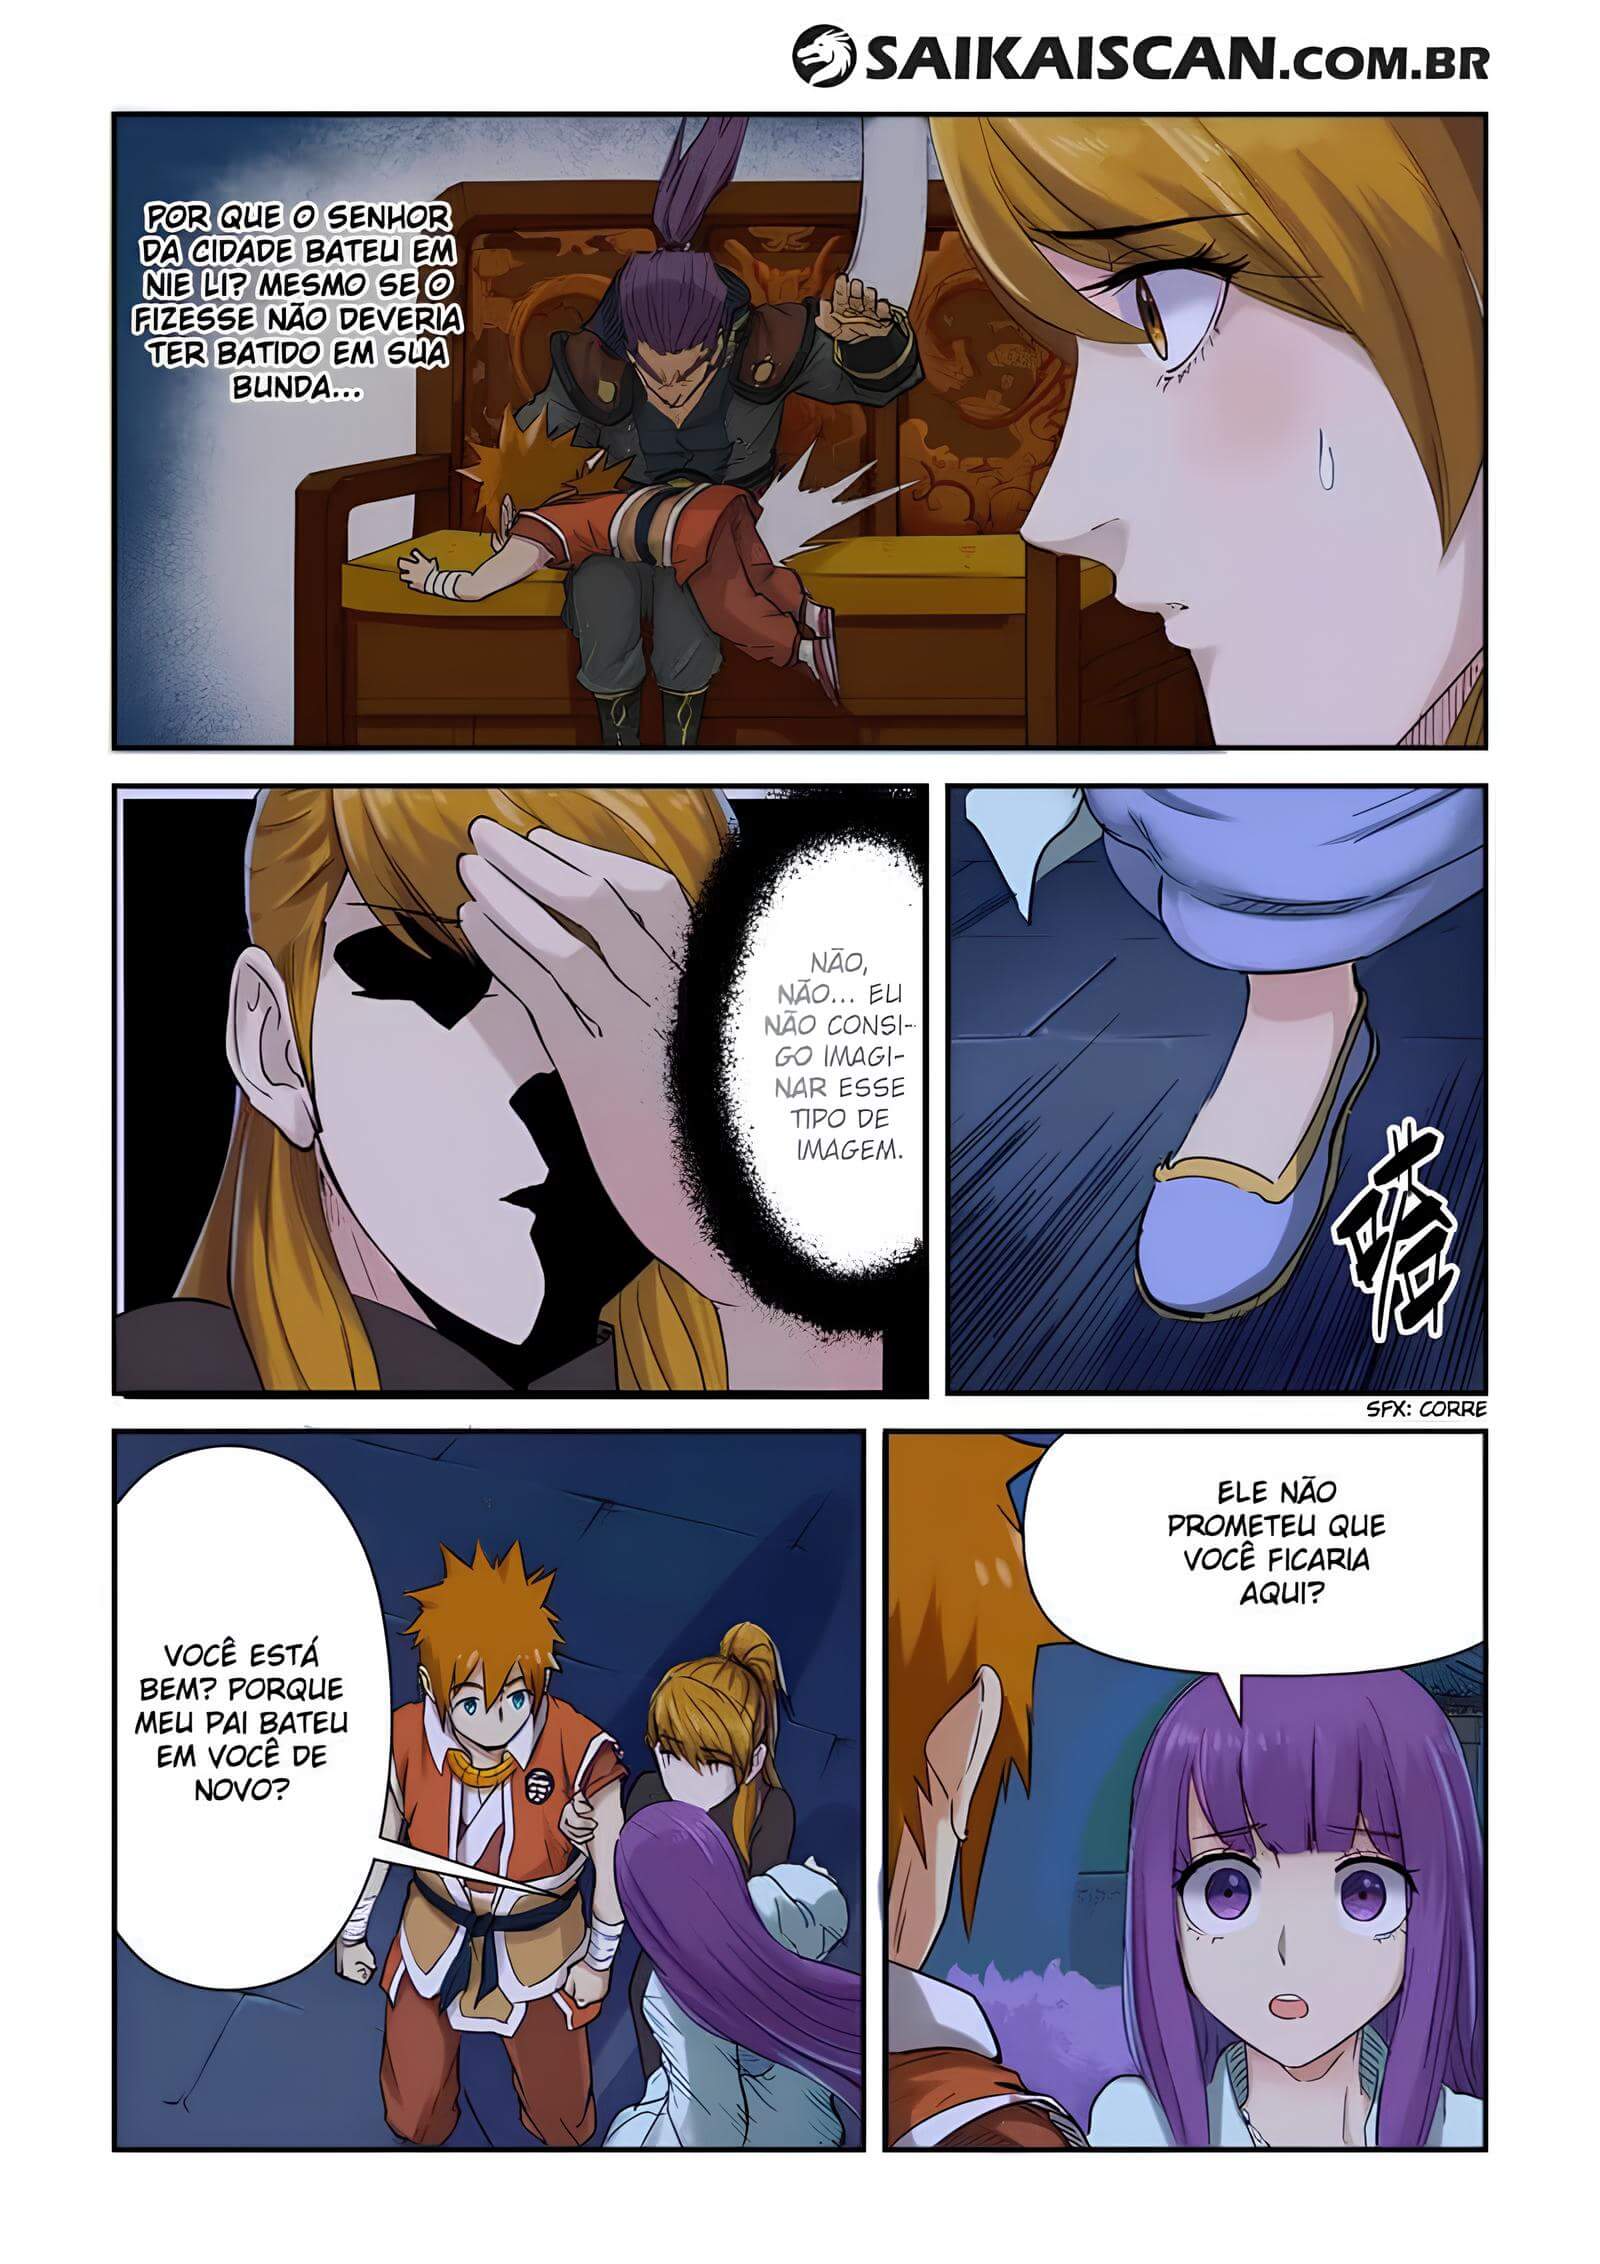 SAIKAISCAN.COM.BR
POR QUE O SENHOR
DA CIDADE BATEU EM
NIE LI? MESMO SE O
FIZESSE NÃO DEVERIA
TER BATIDO EM SUA
BUNDA...
NÃO,
NÃO... EU
NÃO CONSI-
GO IMAGI-
NAR ESSE
TIPO DE
IMAGEM.
SFX: CORRE
VOCÊ ESTÁ
BEM? PORQUE
MEU PAI BATEU
EM VOCÊ DE
NOVO?
ELE NÃO
PROMETEU QUE
VOCÊ FICARIA
AQUI?